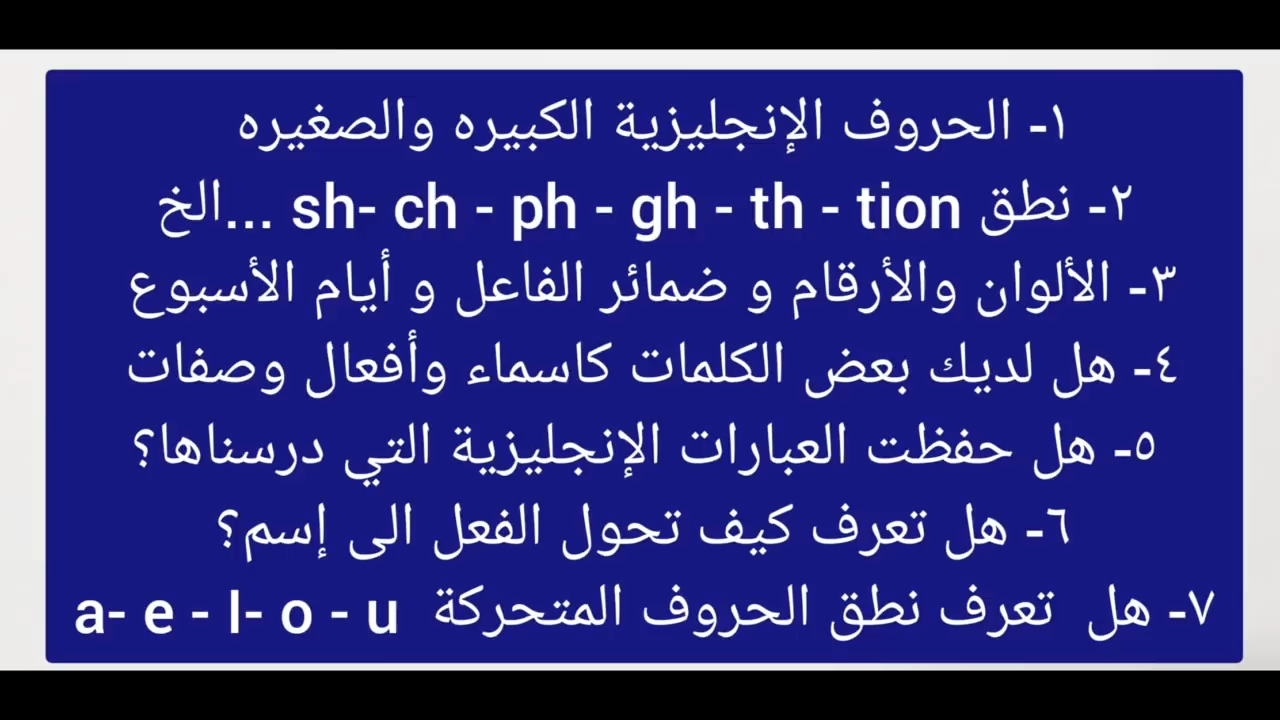 ١- الحروف الإنجليزية الكبيره والصغيره
٢- نطق sh- ch - ph - gh - th - tion ...الخ
٣- الألوان والأرقام و ضمائر الفاعل و أيام الأسبوع
٤- هل لديك بعض الكلمات كاسماء وأفعال وصفات
٥- هل حفظت العبارات الإنجليزية التي درسناها؟
٦- هل تعرف كيف تحول الفعل الى إسم؟
٧- هل تعرف نطق الحروف المتحركة a- e - I- o - u